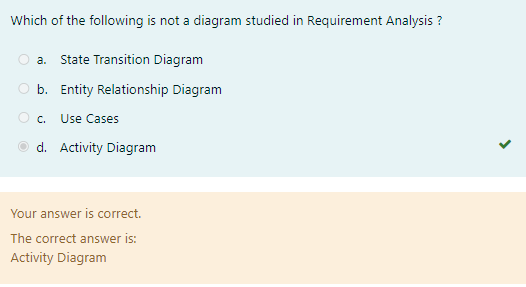 Which of the following is not a diagram studied in Requirement Analysis ?
a. State Transition Diagram
b. Entity Relationship Diagram
c. Use Cases
d. Activity Diagram
Your answer is correct.
The correct answer is:
Activity Diagram